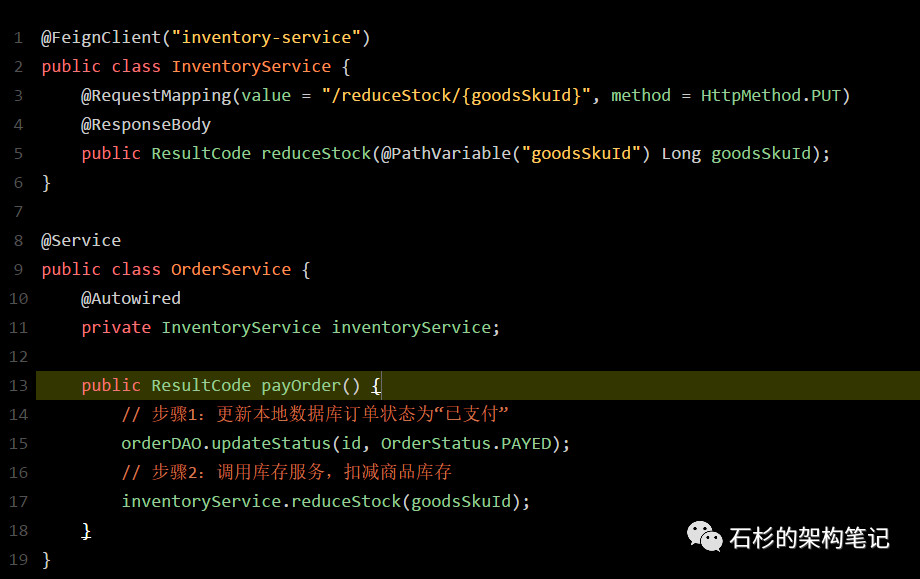 1 @FeignClient("inventory-service")
2 public class InventoryService {
3     @RequestMapping(value = "/reduceStock/{goodsSkuId}", method = HttpMethod.PUT)
4     @ResponseBody
5     public ResultCode reduceStock(@PathVariable("goodsSkuId") Long goodsSkuId);
6 }
7
8 @Service
9 public class OrderService {
10     @Autowired
11     private InventoryService inventoryService;
12
13     public ResultCode payOrder() {
14         // 步骤1：更新本地数据库订单状态为“已支付”
15         orderDAO.updateStatus(id, OrderStatus.PAYED);
16         // 步骤2：调用库存服务，扣减商品库存
17         inventoryService.reduceStock(goodsSkuId);
18     }
19 }
石杉的架构笔记